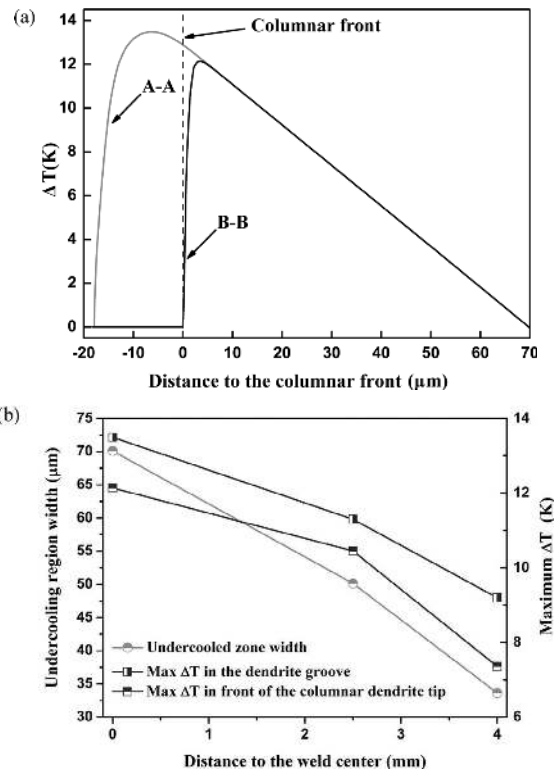 (a)
14
12
10
8
6
4
2
0
ΔT(K)
Columnar front
A-A
B-B
-20 -10 0 10 20 30 40 50 60 70
Distance to the columnar front (μm)
(b)
75
70
65
60
55
50
45
40
35
30
Undercooling region width (μm)
14
12
10
8
6
Maximum ΔT (K)
Undercooled zone width
Max ΔT in the dendrite groove
Max ΔT in front of the columnar dendrite tip
0 1 2 3 4
Distance to the weld center (mm)